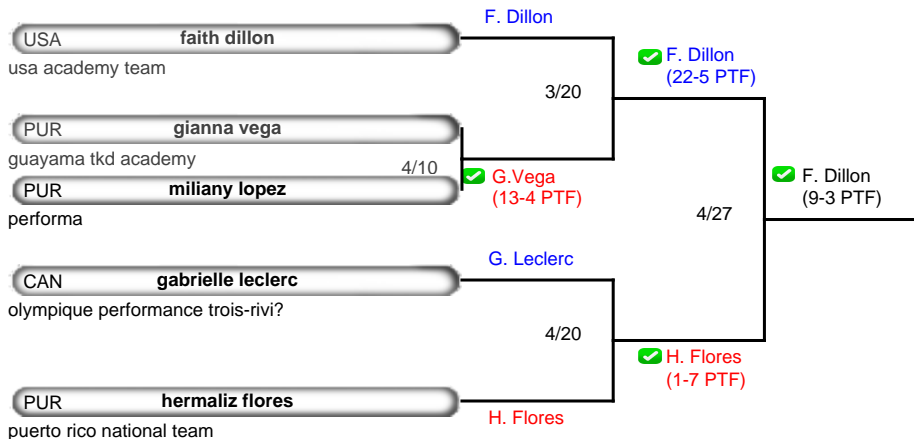 F. Dillon
USA faith dillon
usa academy team
F. Dillon
(22-5 PTF)
3/20
PUR gianna vega
guayama tkd academy
4/10
G.Vega
(13-4 PTF)
PUR miliany lopez
performa
F. Dillon
(9-3 PTF)
4/27
G. Leclerc
CAN gabrielle leclerc
olympique performance trois-rivi?
4/20
H. Flores
(1-7 PTF)
PUR hermaliz flores
H. Flores
puerto rico national team